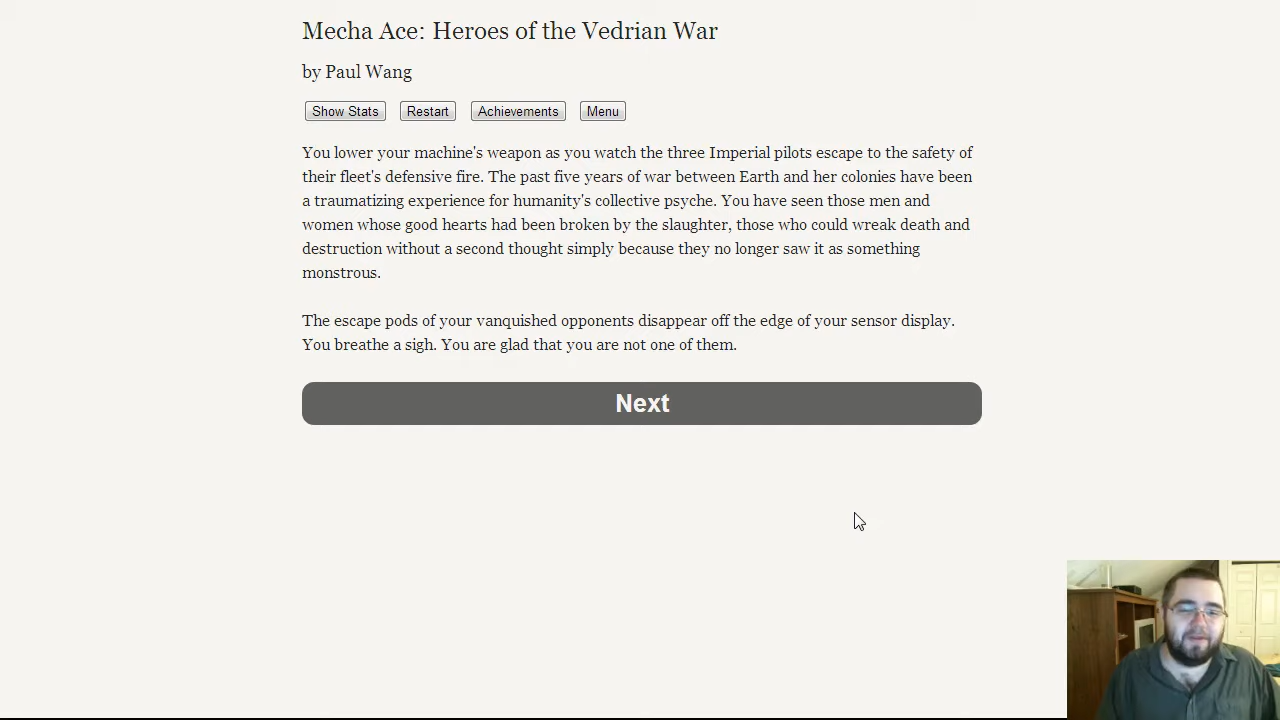 Mecha Ace: Heroes of the Vedrian War
by Paul Wang
Show Stats Restart Achievements Menu
You lower your machine's weapon as you watch the three Imperial pilots escape to the safety of
their fleet's defensive fire. The past five years of war between Earth and her colonies have been
a traumatizing experience for humanity's collective psyche. You have seen those men and
women whose good hearts had been broken by the slaughter, those who could wreak death and
destruction without a second thought simply because they no longer saw it as something
monstrous.
The escape pods of your vanquished opponents disappear off the edge of your sensor display.
You breathe a sigh. You are glad that you are not one of them.
Next